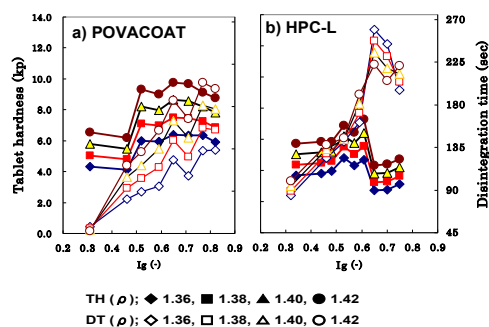 a) POVACOAT
b) HPC-L
Tablet hardness (kp)
14.0
12.0
10.0
8.0
6.0
4.0
2.0
0.0
0.2 0.3 0.4 0.5 0.6 0.7 0.8 0.9
Ig (-)
0.2 0.3 0.4 0.5 0.6 0.7 0.8
Ig (-)
270
225
180
135
90
45
Disintegration time (sec)
TH (ρ); 1.36, 1.38, 1.40, 1.42
DT (ρ); 1.36, 1.38, 1.40, 1.42